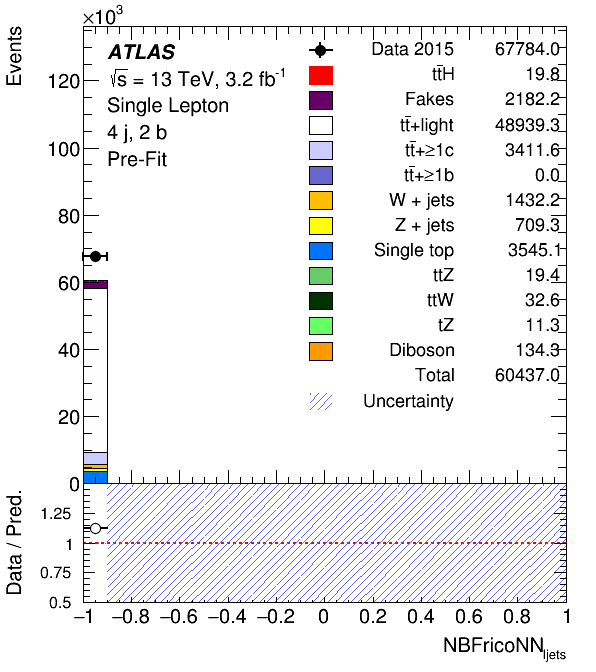 ×10³
Events
ATLAS
√s = 13 TeV, 3.2 fb⁻¹
Single Lepton
4 j, 2 b
Pre-Fit
Data 2015 67784.0
tt̄H 19.8
Fakes 2182.2
tt̄+light 48939.3
tt̄+≥1c 3411.6
tt̄+≥1b 0.0
W + jets 1432.2
Z + jets 709.3
Single top 3545.1
ttZ 19.4
ttW 32.6
tZ 11.3
Diboson 134.3
Total 60437.0
Uncertainty
120
100
80
60
40
20
0
Data / Pred.
1.25
1
0.75
0.5
−1 −0.8 −0.6 −0.4 −0.2 0 0.2 0.4 0.6 0.8 1
NBFricoNN_ljets